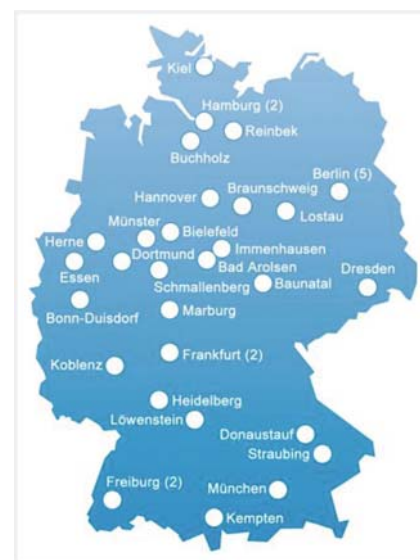 Kiel
Hamburg (2)
Reinbek
Buchholz
Berlin (5)
Braunschweig
Hannover
Lostau
Münster
Bielefeld
Herne
Immenhausen
Dortmund
Bad Arolsen
Essen
Dresden
Schmallenberg
Baunatal
Bonn-Duisdorf
Marburg
Frankfurt (2)
Koblenz
Heidelberg
Löwenstein
Donaustauf
Straubing
Freiburg (2)
München
Kempten